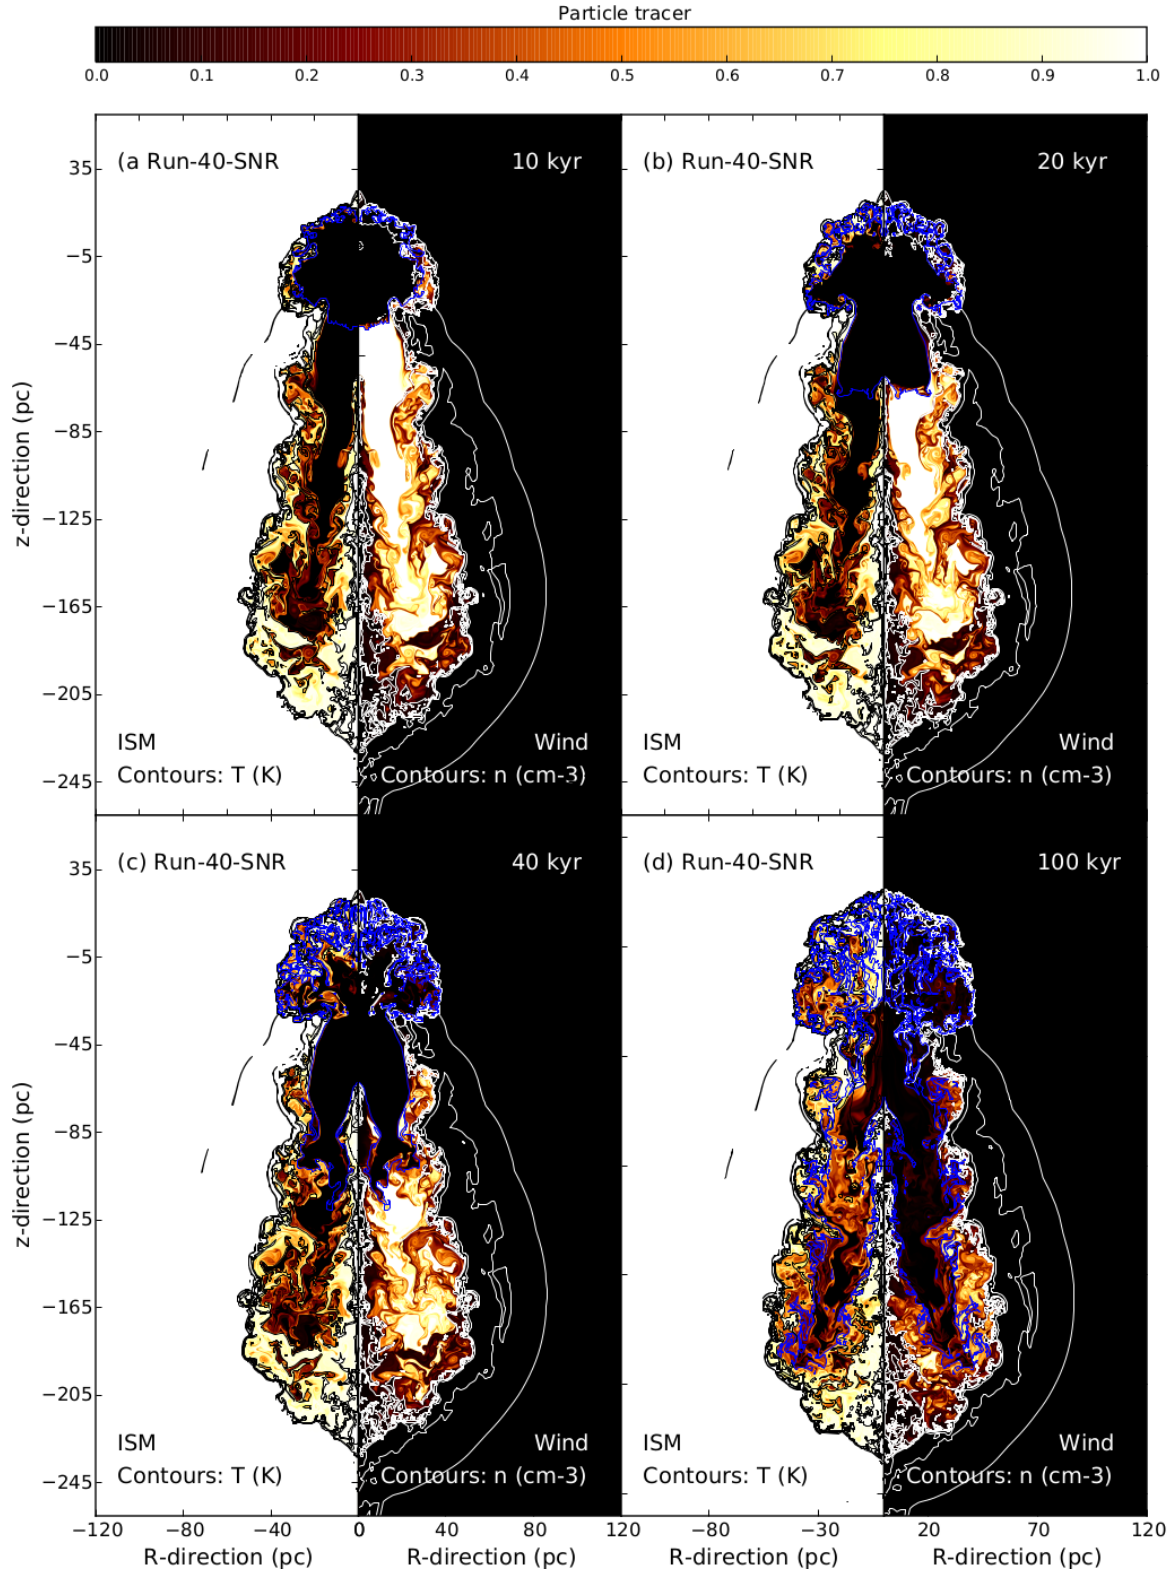 Particle tracer
0.0 0.1 0.2 0.3 0.4 0.5 0.6 0.7 0.8 0.9 1.0
(a Run-40-SNR 10 kyr (b) Run-40-SNR 20 kyr
35
−5
−45
−85
z-direction (pc)
−125
−165
−205
−245
ISM Wind ISM Wind
Contours: T (K) Contours: n (cm-3) Contours: T (K) Contours: n (cm-3)
(c) Run-40-SNR 40 kyr (d) Run-40-SNR 100 kyr
35
−5
−45
−85
z-direction (pc)
−125
−165
−205
−245
ISM Wind ISM Wind
Contours: T (K) Contours: n (cm-3) Contours: T (K) Contours: n (cm-3)
−120 −80 −40 0 40 80 120 −80 −30 20 70 120
R-direction (pc) R-direction (pc) R-direction (pc) R-direction (pc)